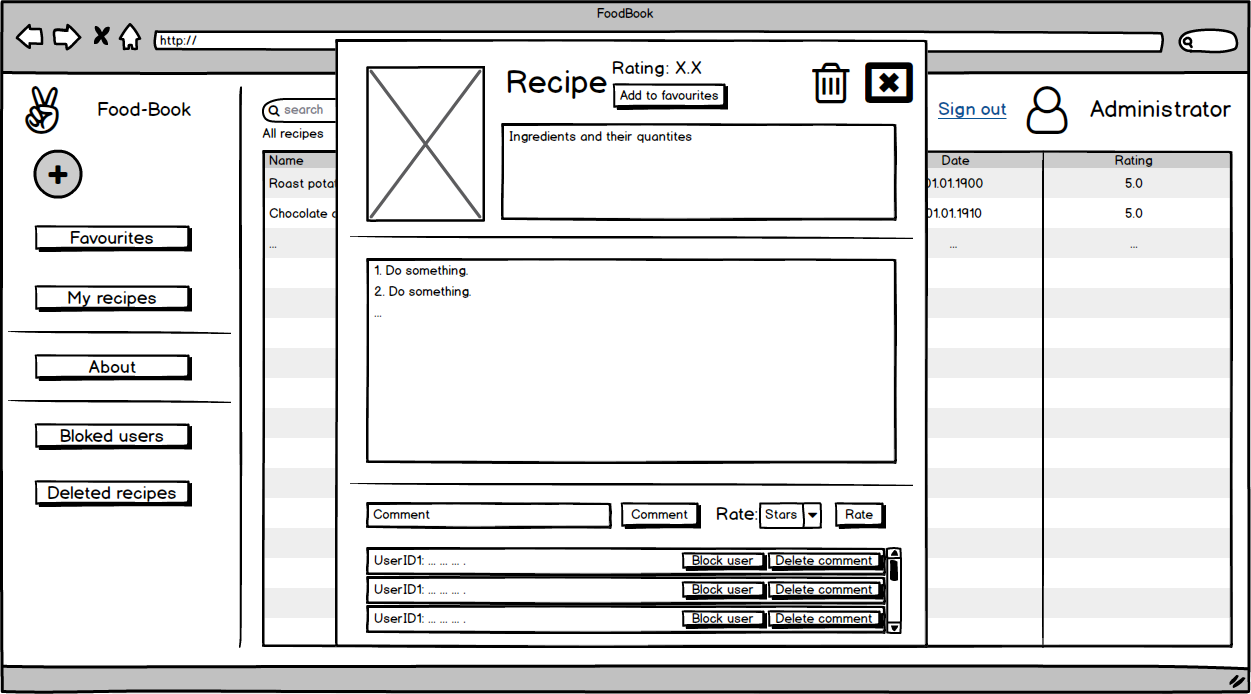 FoodBook
http://
Food-Book
Favourites
My recipes
About
Bloked users
Deleted recipes
search
All recipes
Name
Roast
Chocolate
...
Recipe
Rating: X.X
Add to favourites
Ingredients and their quantites
1. Do something.
2. Do something.
...
Comment
Comment
Rate:
Stars
Rate
UserID1: ... ... ... .
Block user
Delete comment
UserID1: ... ... ... .
Block user
Delete comment
UserID1: ... ... ... .
Block user
Delete comment
Sign out
Administrator
Date
Rating
01.01.1900
5.0
01.01.1910
5.0
...
...